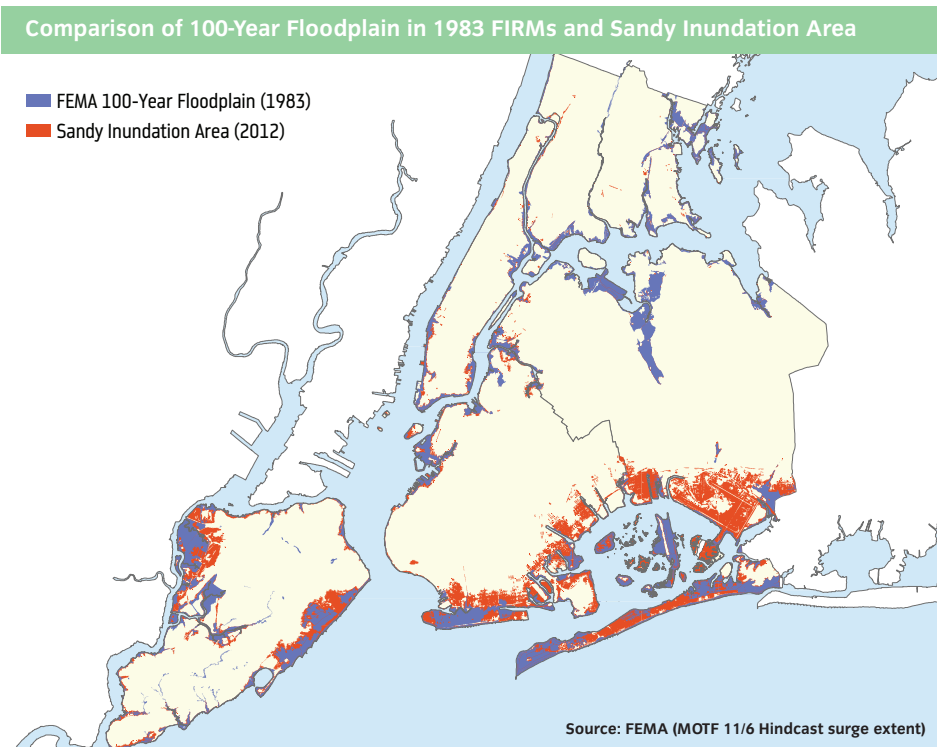 Comparison of 100-Year Floodplain in 1983 FIRMs and Sandy Inundation Area
FEMA 100-Year Floodplain (1983)
Sandy Inundation Area (2012)
Source: FEMA (MOTF 11/6 Hindcast surge extent)